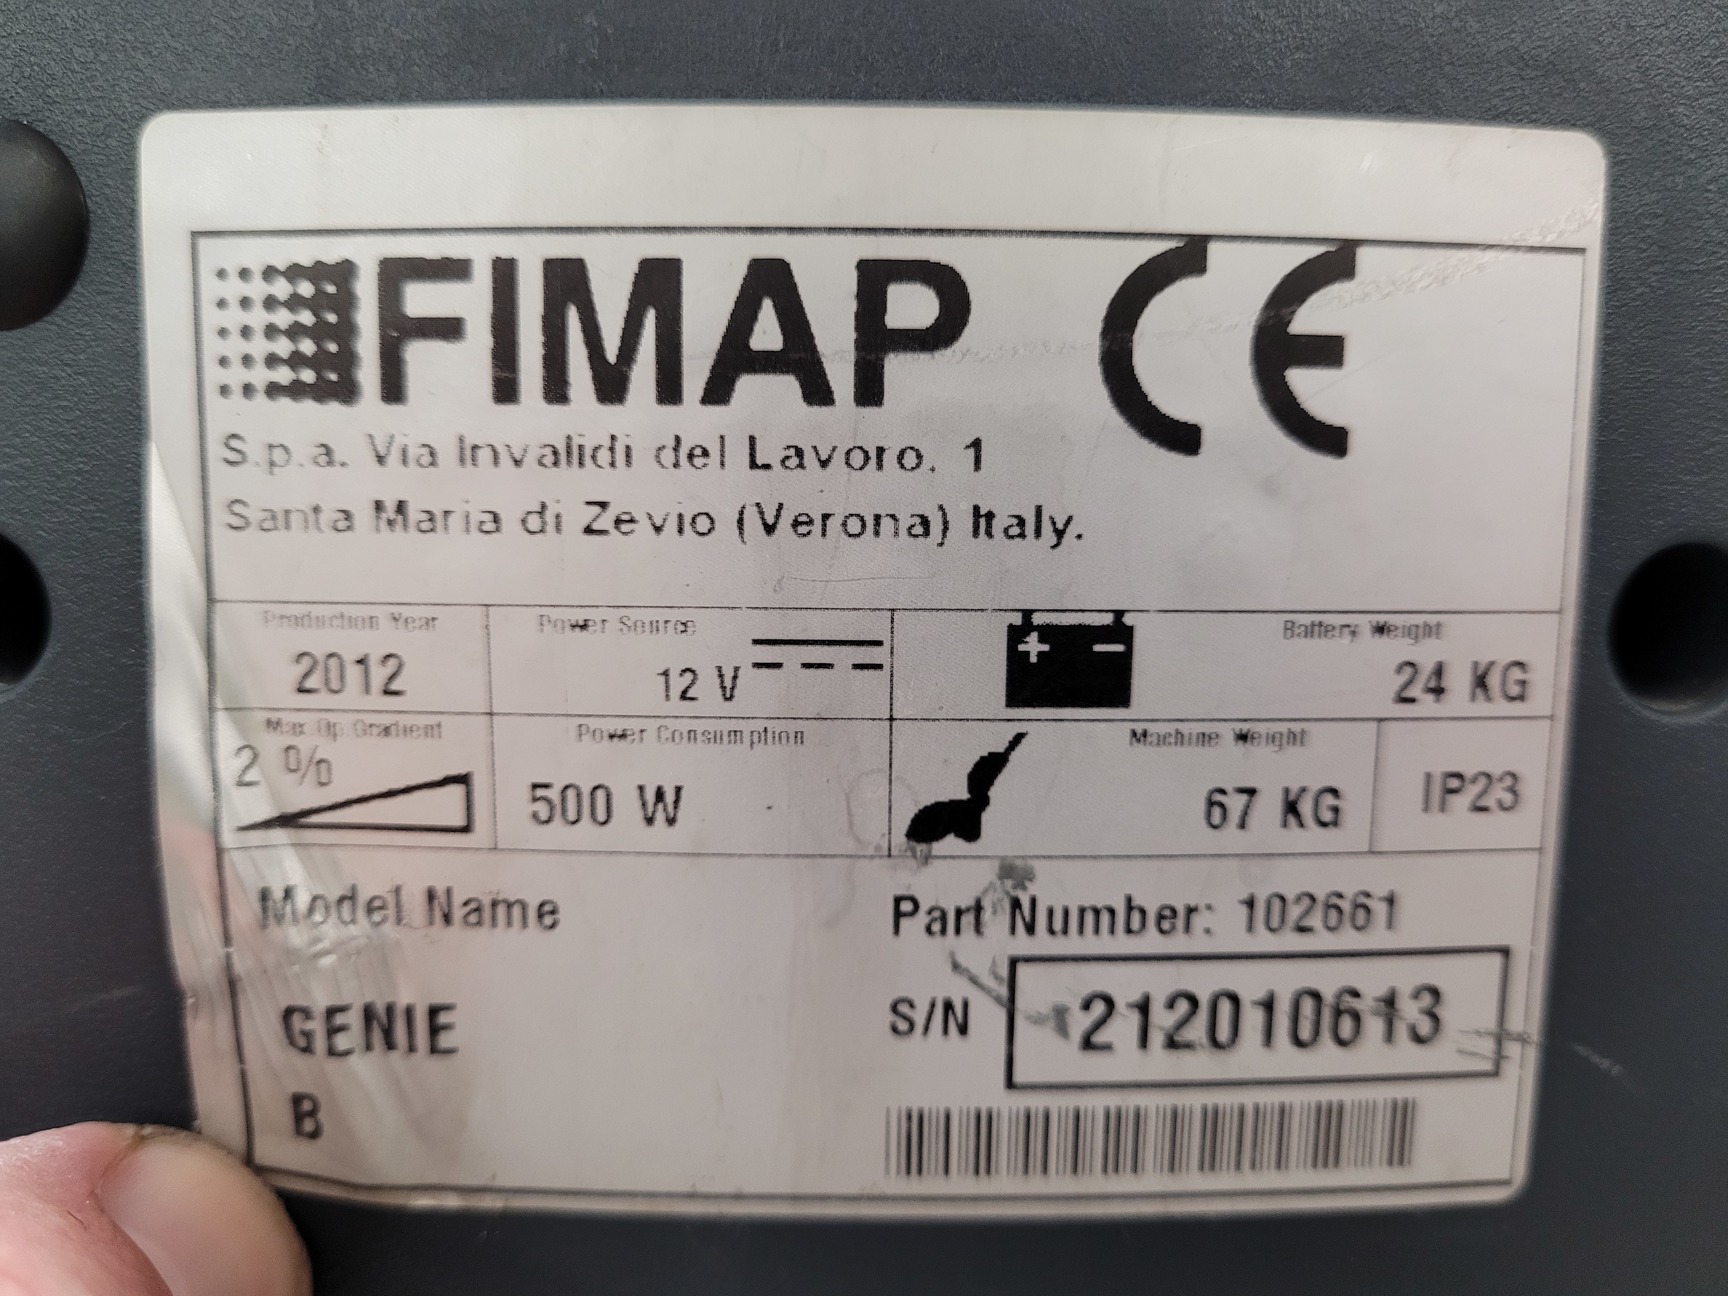 FIMAP CE
S.p.a. Via Invalidi del Lavoro, 1
Santa Maria di Zevio (Verona) Italy.
Production Year
2012
Power Source
12 V
+ -
Battery Weight
24 KG
Max Up Gradient
2 %
Power Consumption
500 W
Machine Weight
67 KG
IP23
Model Name
GENIE
B
Part Number: 102661
S/N 212010613